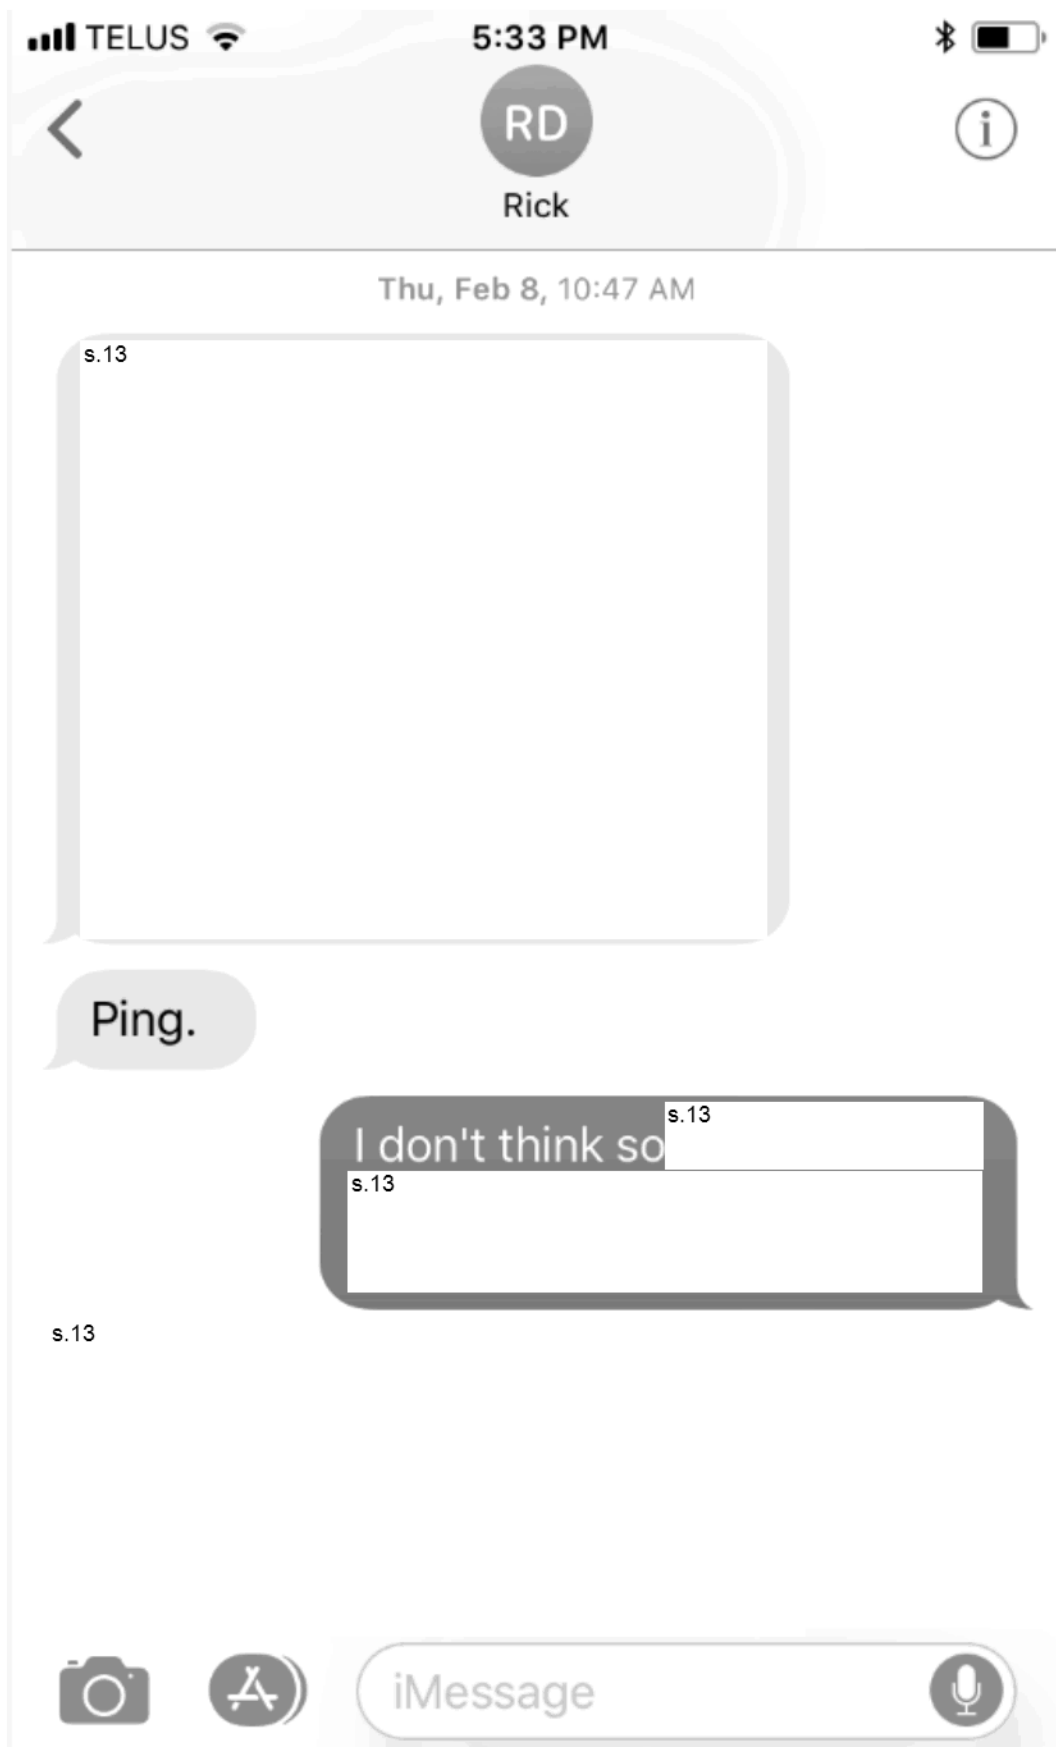 TELUS 5:33 PM
RD
Rick
Thu, Feb 8, 10:47 AM
s.13
Ping.
I don't think so s.13
s.13
s.13
iMessage